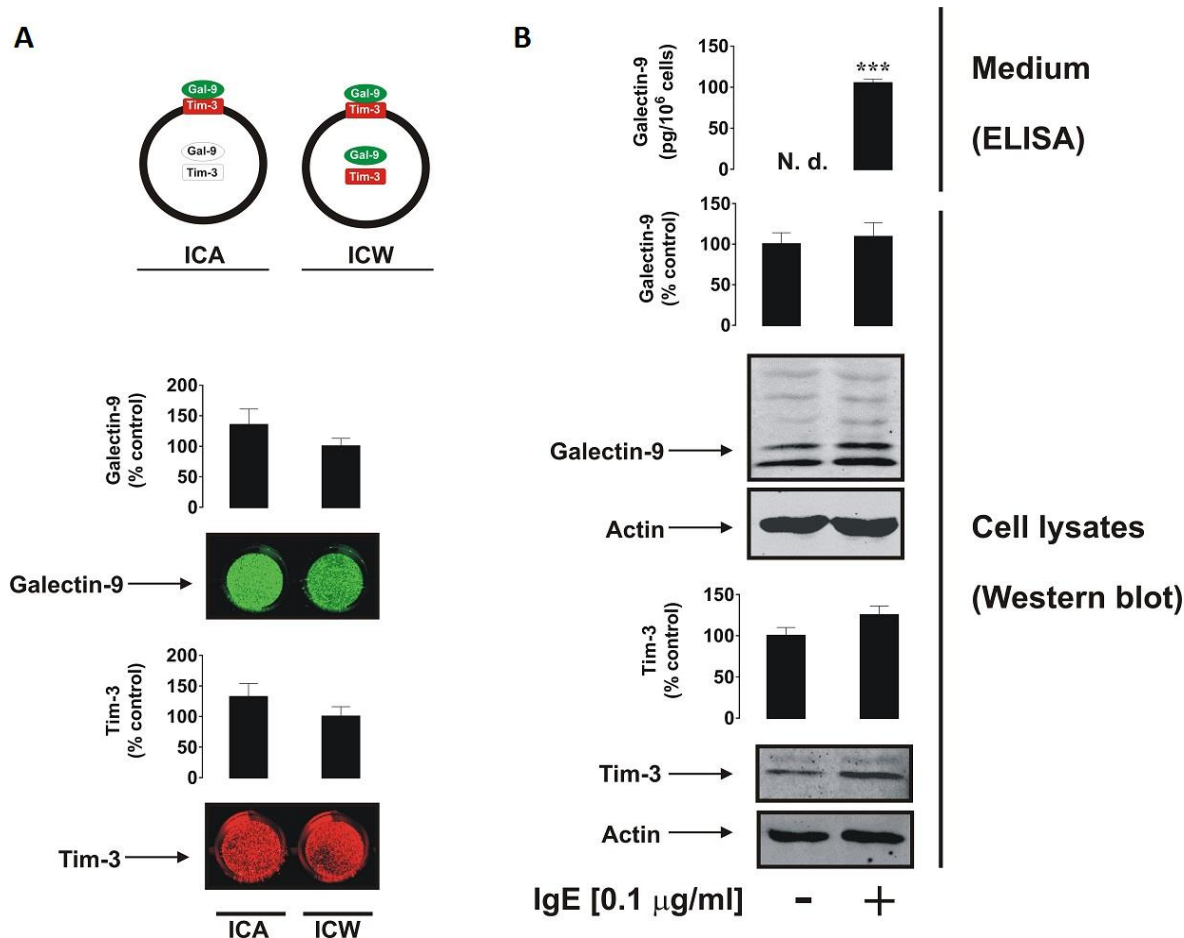 A
Gal-9
Tim-3
Gal-9
Tim-3
ICA
Gal-9
Tim-3
Gal-9
Tim-3
ICW
Galectin-9
(% control)
200
150
100
50
0
Galectin-9
Tim-3
(% control)
200
150
100
50
0
Tim-3
ICA ICW
B
Galectin-9
(pg/10⁶ cells)
150
100
50
0
N. d.
***
Medium
(ELISA)
Galectin-9
(% control)
150
100
50
0
Galectin-9
Actin
Cell lysates
(Western blot)
Tim-3
(% control)
150
100
50
0
Tim-3
Actin
IgE [0.1 μg/ml] - +